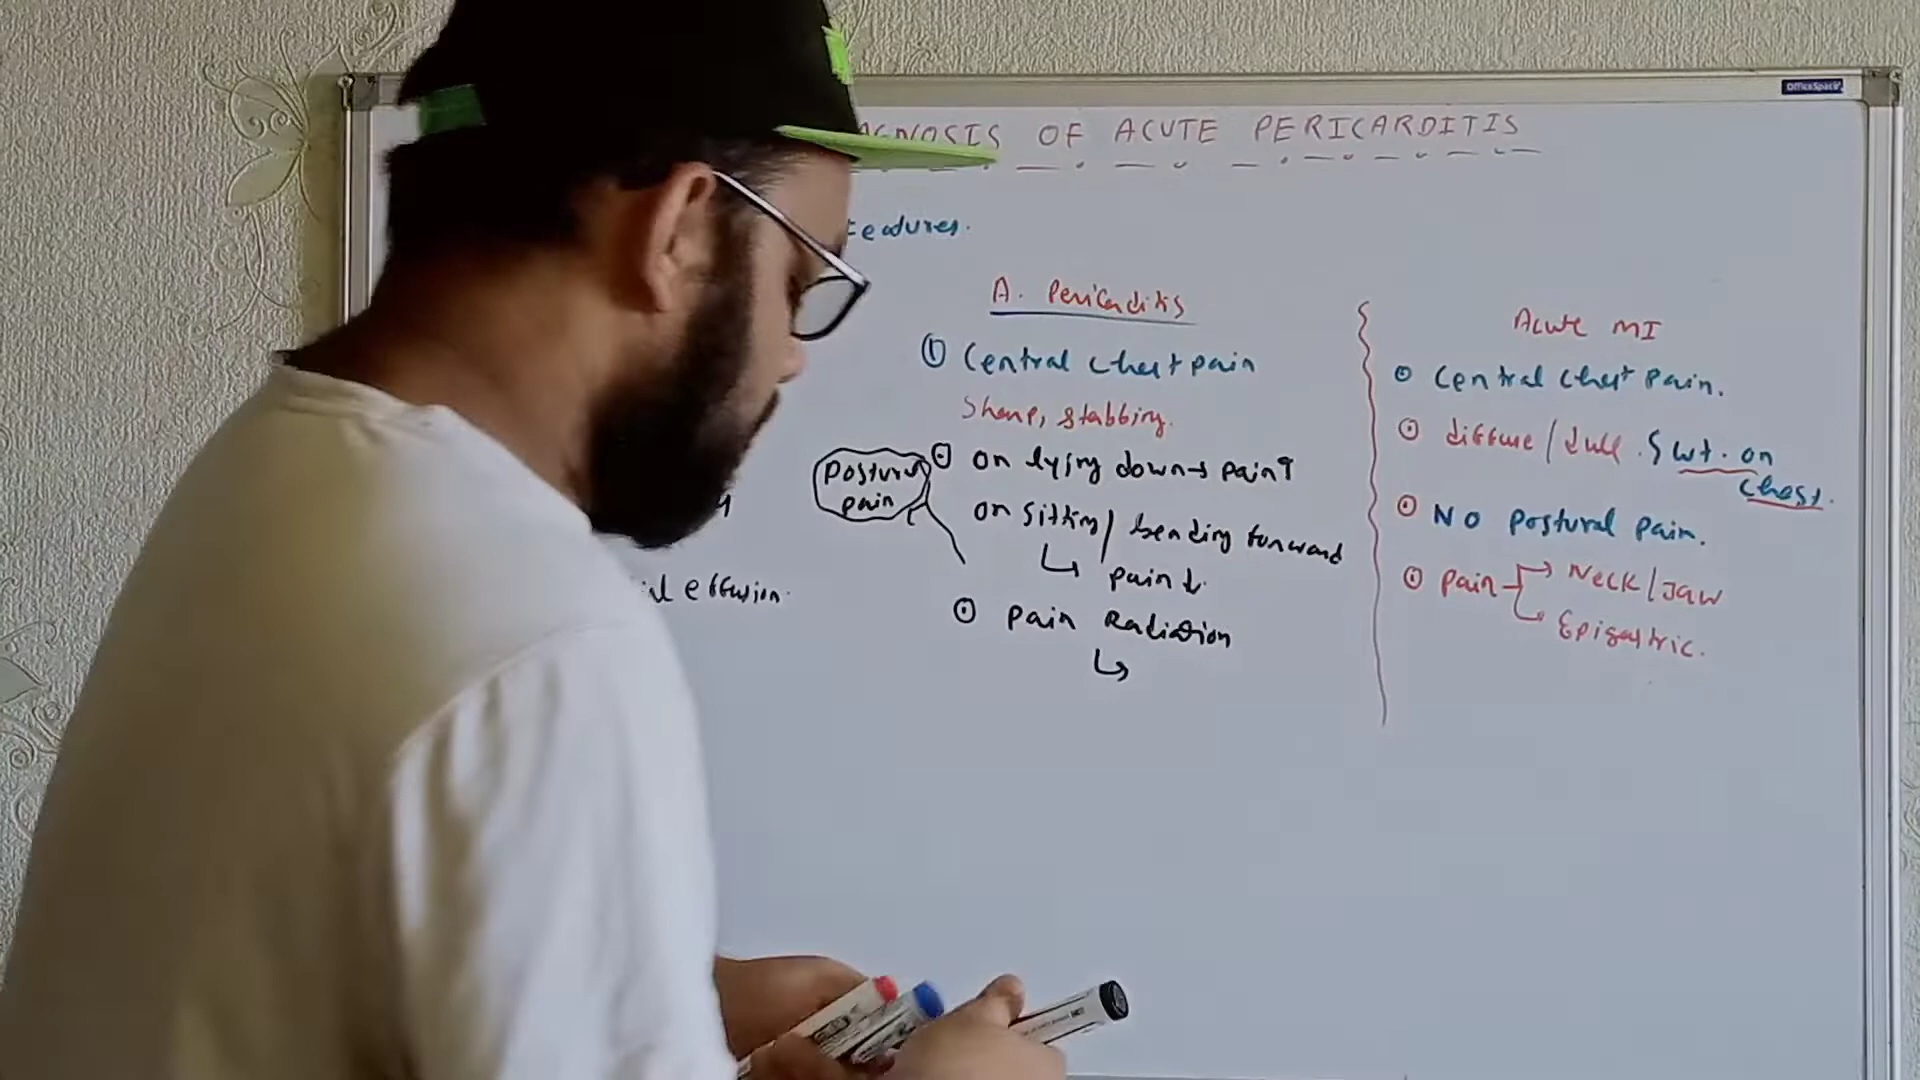 OfficeSpace
AGNOSIS OF ACUTE PERICARDITIS
Features.
A. Pericarditis
① Central chest pain
Sharp, stabbing.
Postural
pain
on lying down → pain↑
on sitting / bending forward
↳ pain ↓.
pain Radiation
↳
effusion.
Acute MI
Central chest pain.
diffuse / dull. } wt. on
chest.
NO postural pain.
pain → Neck / Jaw
↳ Epigastric.